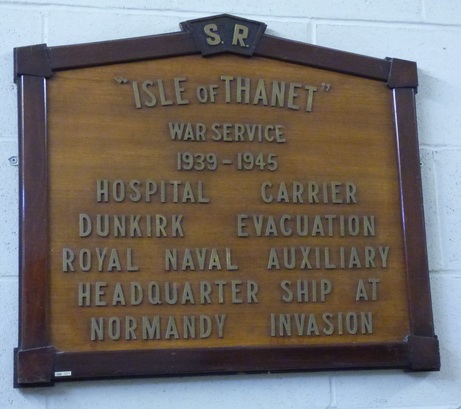 S. R.
"ISLE OF THANET"
WAR SERVICE
1939-1945
HOSPITAL CARRIER
DUNKIRK EVACUATION
ROYAL NAVAL AUXILIARY
HEADQUARTER SHIP AT
NORMANDY INVASION